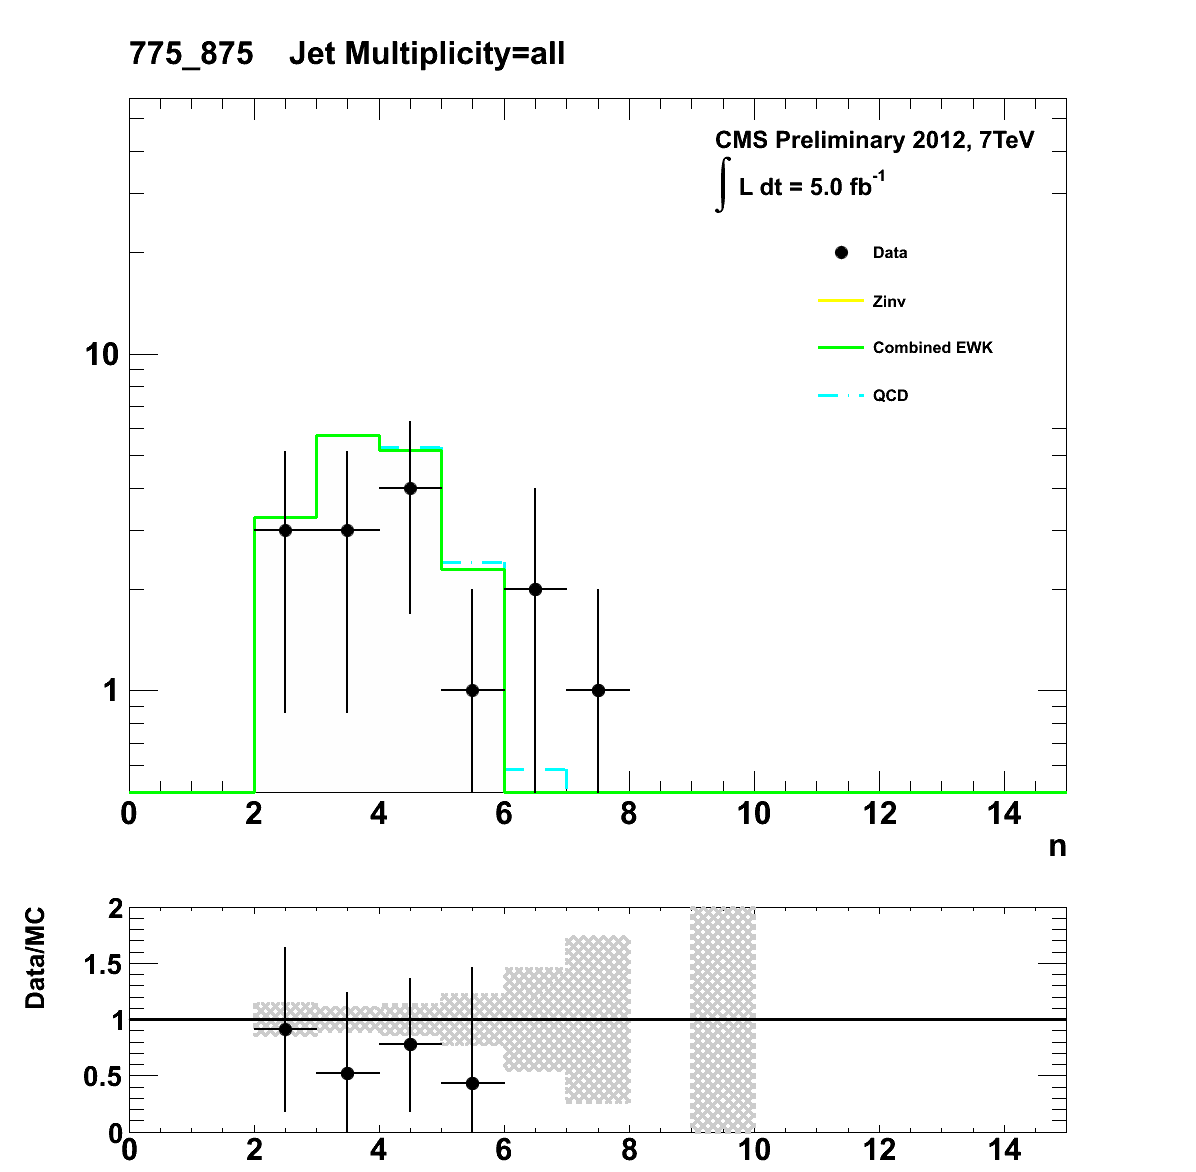 775_875 Jet Multiplicity=all
CMS Preliminary 2012, 7TeV
∫ L dt = 5.0 fb-1
Data
Zinv
Combined EWK
QCD
10
1
0 2 4 6 8 10 12 14
n
Data/MC
2
1.5
1
0.5
0
0 2 4 6 8 10 12 14